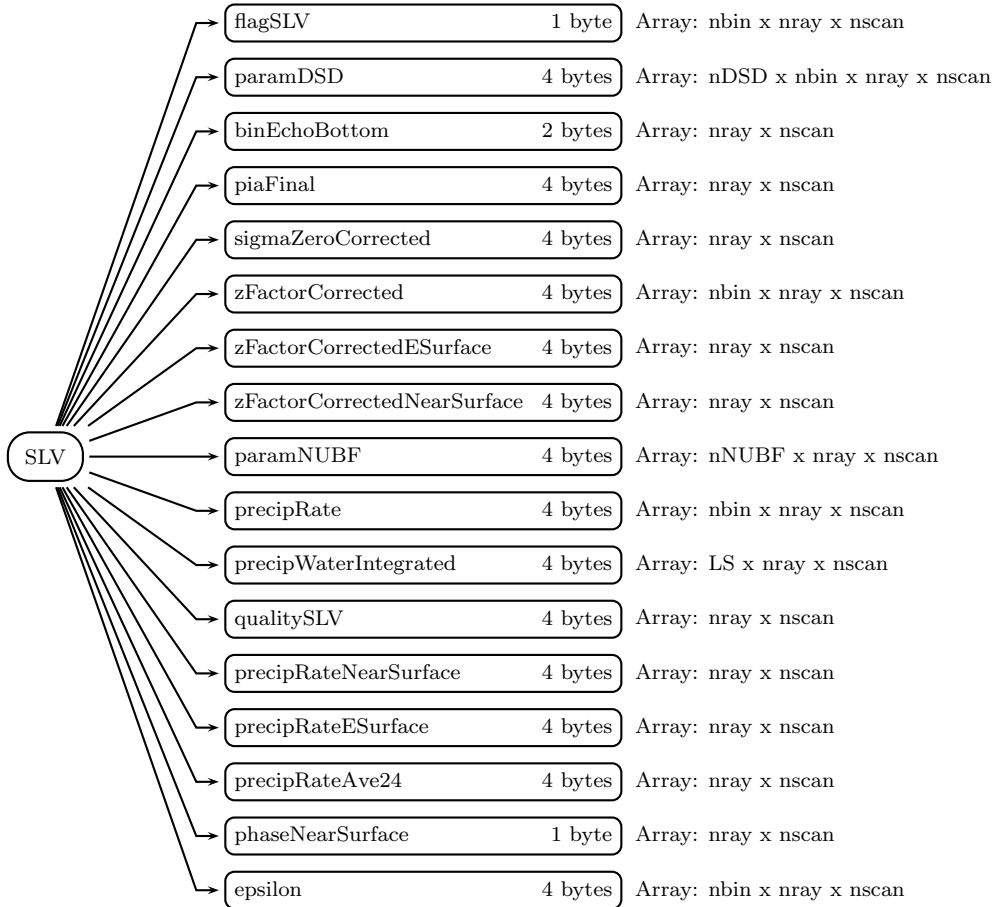 flagSLV 1 byte Array: nbin x nray x nscan
paramDSD 4 bytes Array: nDSD x nbin x nray x nscan
binEchoBottom 2 bytes Array: nray x nscan
piaFinal 4 bytes Array: nray x nscan
sigmaZeroCorrected 4 bytes Array: nray x nscan
zFactorCorrected 4 bytes Array: nbin x nray x nscan
zFactorCorrectedESurface 4 bytes Array: nray x nscan
zFactorCorrectedNearSurface 4 bytes Array: nray x nscan
SLV paramNUBF 4 bytes Array: nNUBF x nray x nscan
precipRate 4 bytes Array: nbin x nray x nscan
precipWaterIntegrated 4 bytes Array: LS x nray x nscan
qualitySLV 4 bytes Array: nray x nscan
precipRateNearSurface 4 bytes Array: nray x nscan
precipRateESurface 4 bytes Array: nray x nscan
precipRateAve24 4 bytes Array: nray x nscan
phaseNearSurface 1 byte Array: nray x nscan
epsilon 4 bytes Array: nbin x nray x nscan